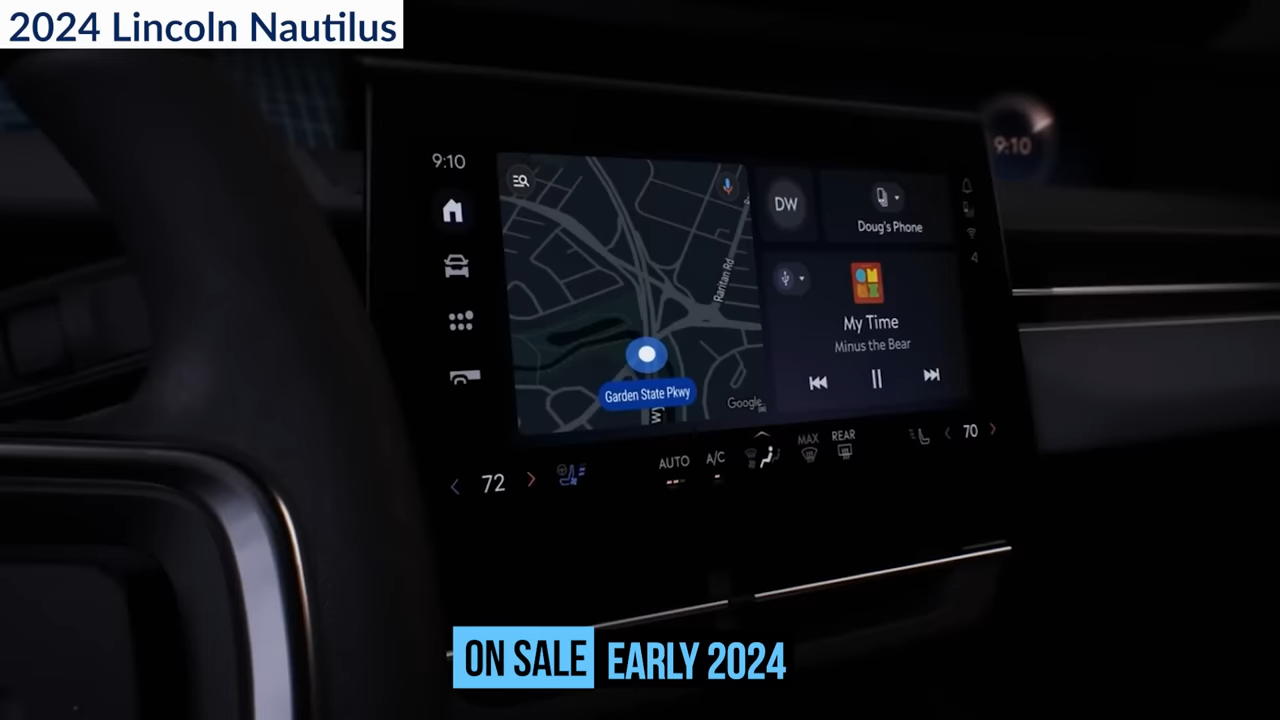 2024 Lincoln Nautilus
9:10
9:10
DW
Doug's Phone
Raritan Rd
4
My Time
Minus the Bear
Garden State Pkwy
Google
72
AUTO
A/C
MAX
REAR
70
ON SALE EARLY 2024